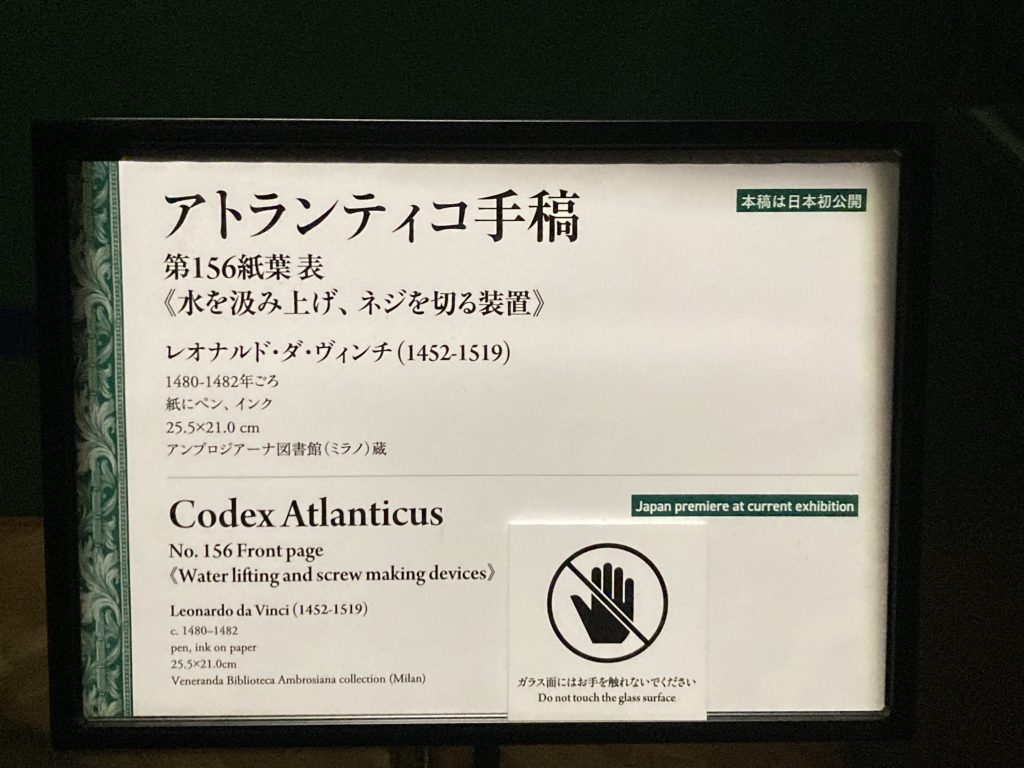 アトランティコ手稿
本稿は日本初公開
第156紙葉 表
《水を汲み上げ、ネジを切る装置》
レオナルド・ダ・ヴィンチ(1452-1519)
1480-1482年ごろ
紙にペン、インク
25.5×21.0 cm
アンブロジアーナ図書館(ミラノ)蔵
Codex Atlanticus
Japan premiere at current exhibition
No. 156 Front page
《Water lifting and screw making devices》
Leonardo da Vinci (1452-1519)
c. 1480–1482
pen, ink on paper
25.5×21.0cm
Veneranda Biblioteca Ambrosiana collection (Milan)
ガラス面にはお手を触れないでください
Do not touch the glass surface